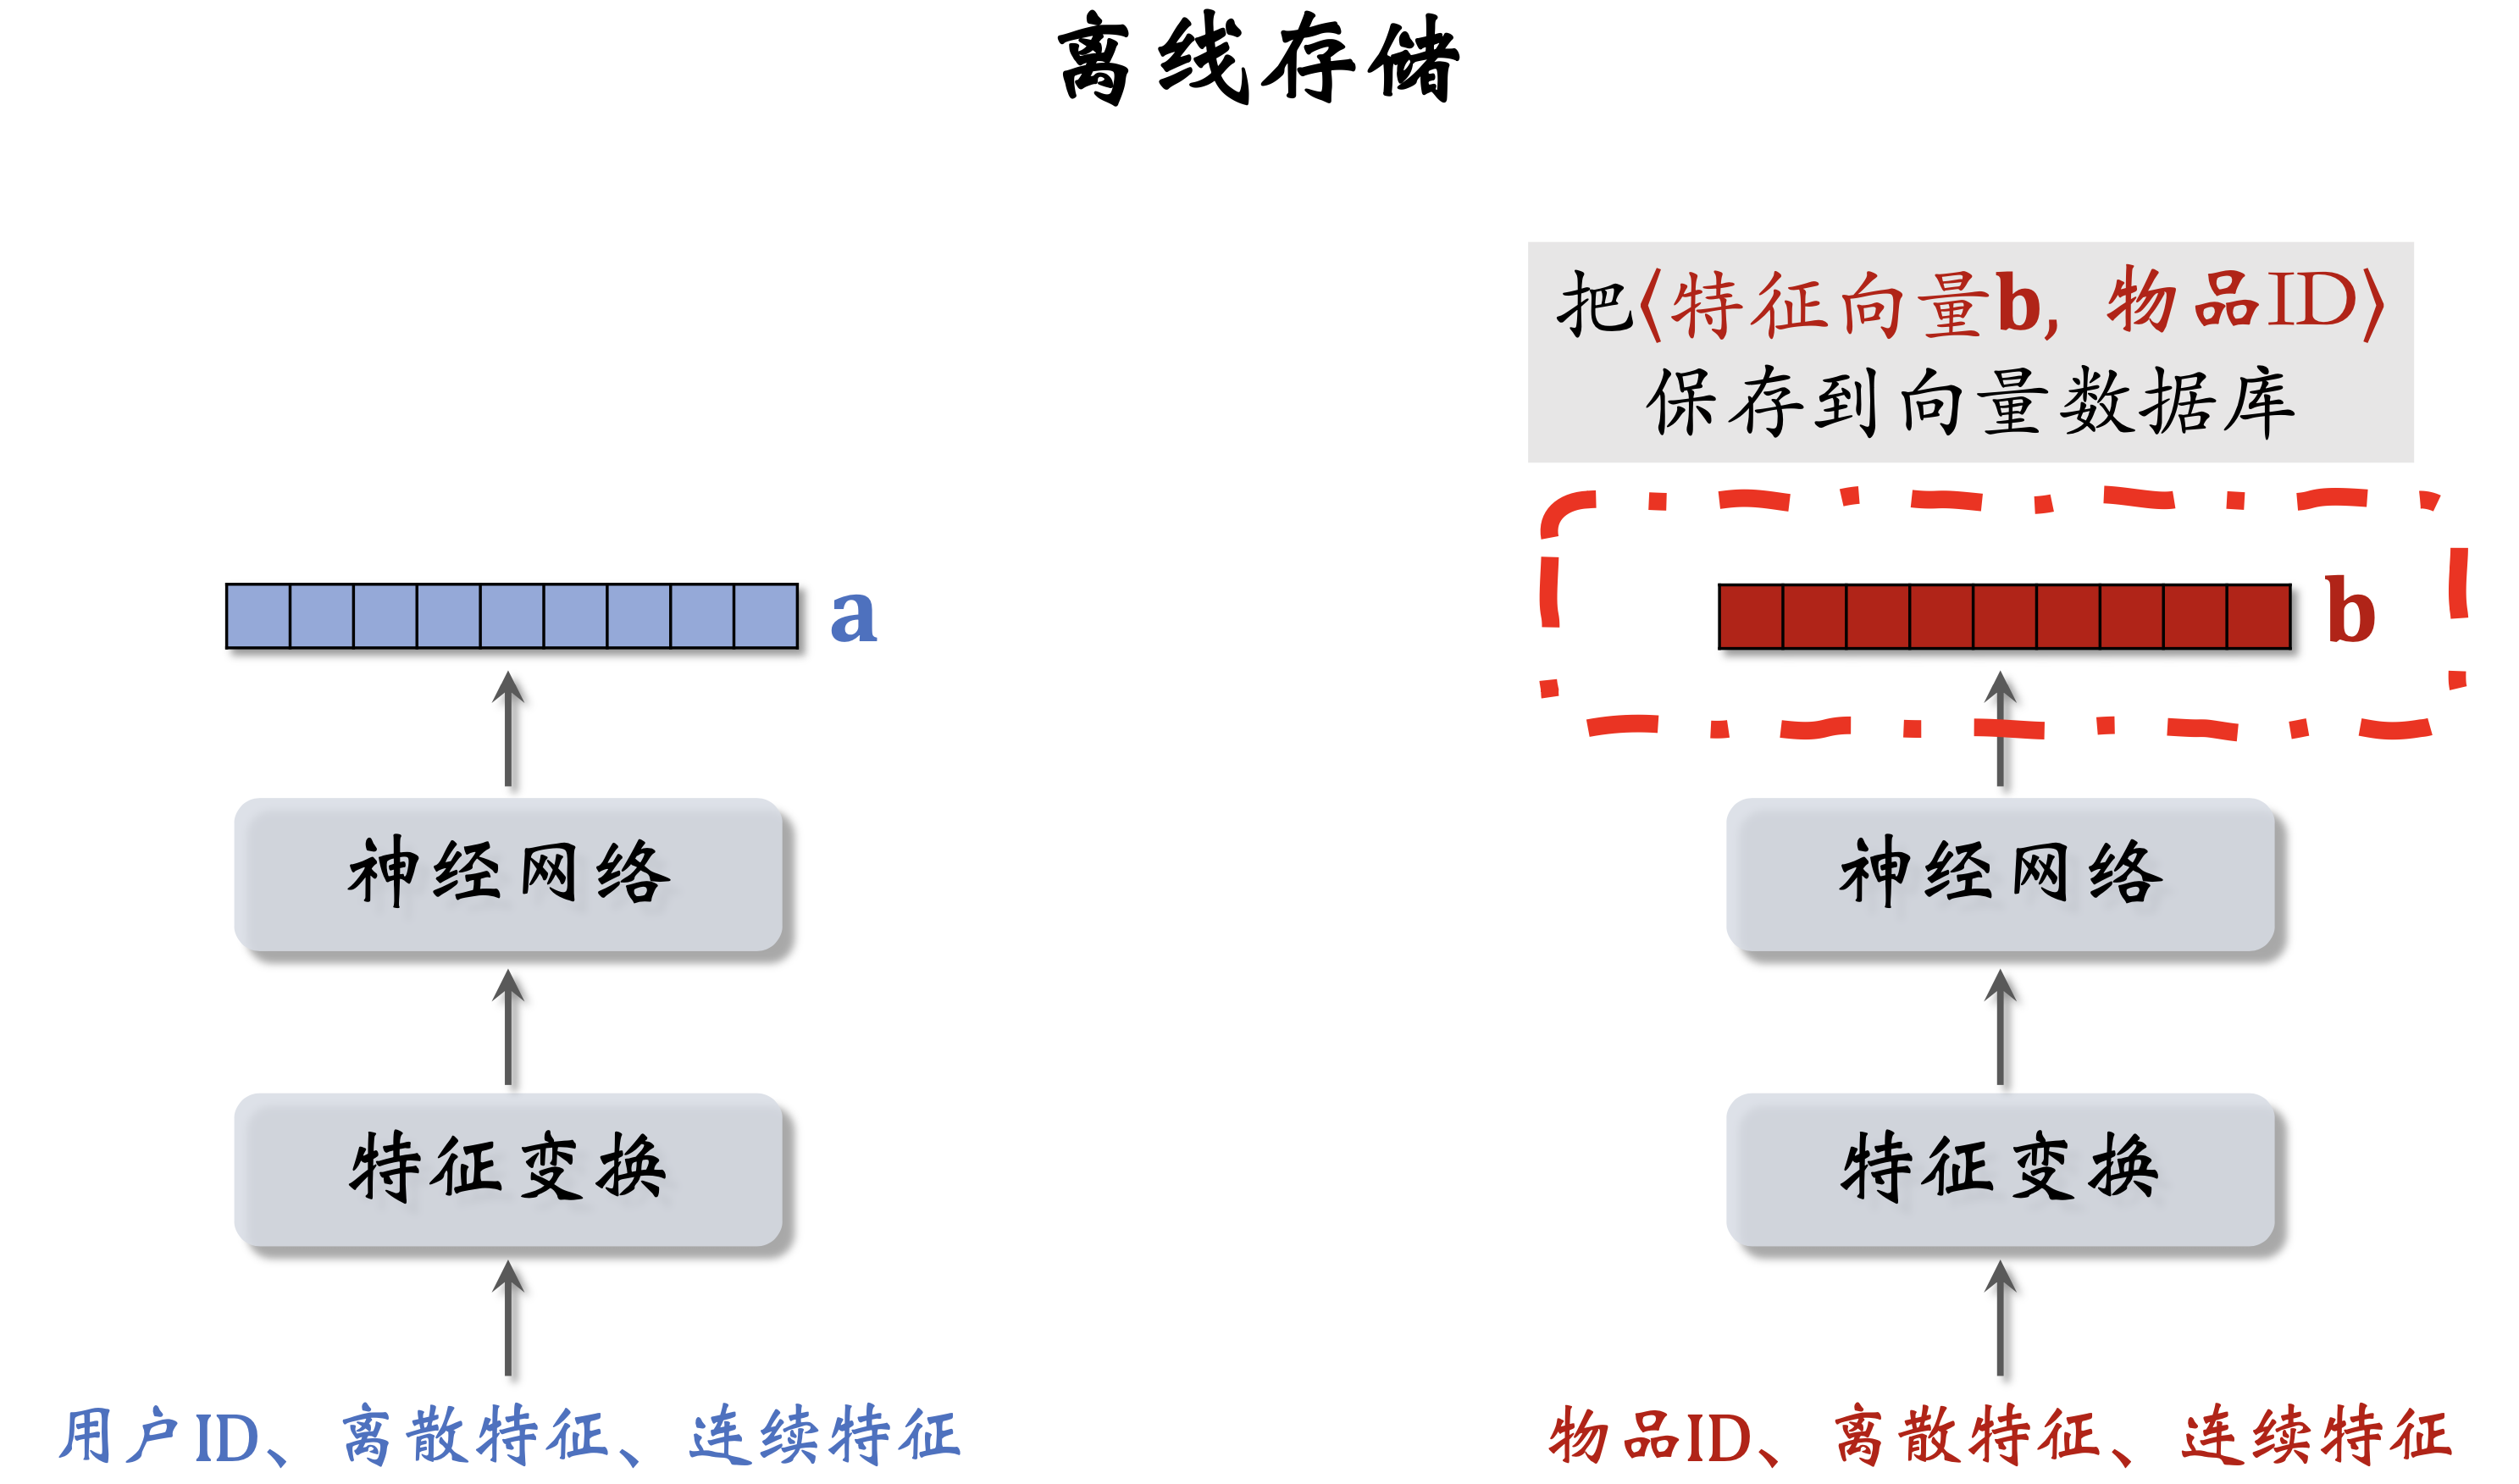 离线存储
把〈特征向量b, 物品ID〉
保存到向量数据库
a
b
神经网络
神经网络
特征变换
特征变换
用户ID、离散特征、连续特征
物品ID、离散特征、连续特征